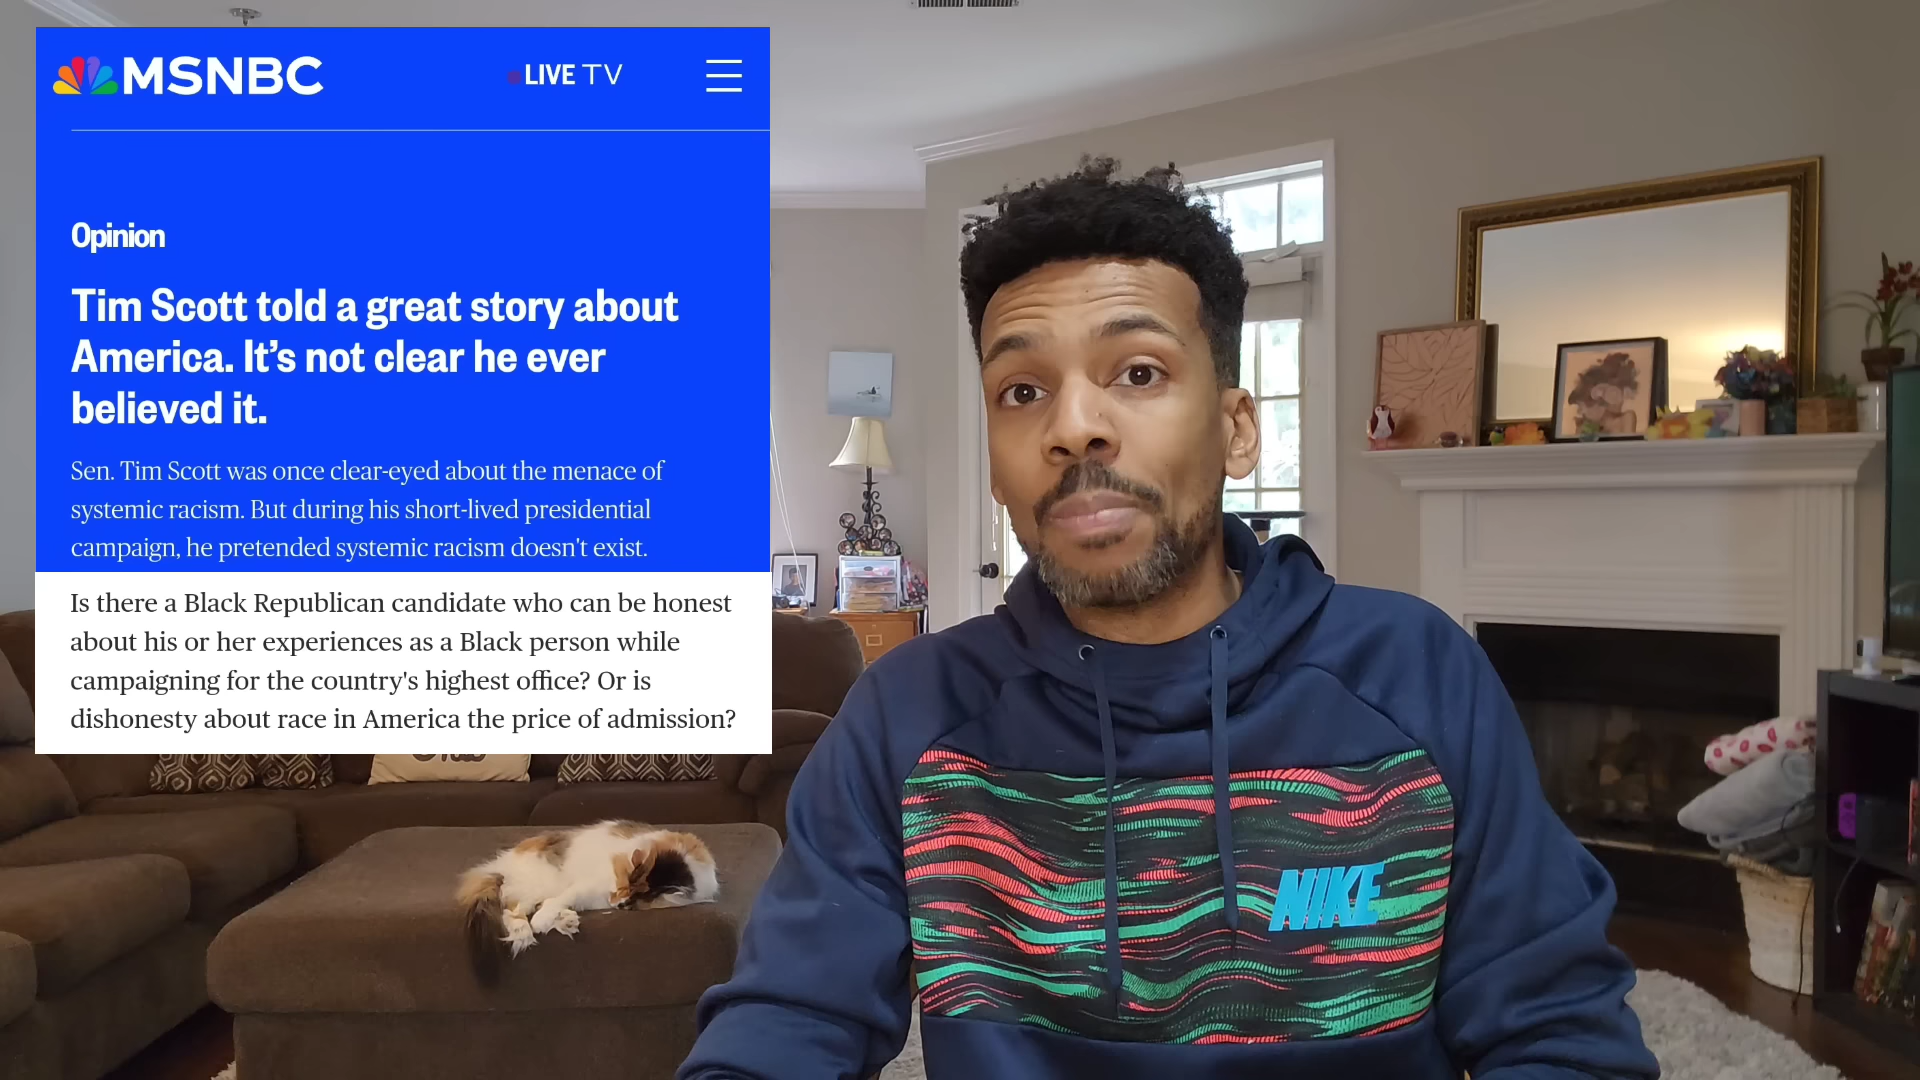 MSNBC
LIVE TV
Opinion
Tim Scott told a great story about
America. It’s not clear he ever
believed it.
Sen. Tim Scott was once clear-eyed about the menace of
systemic racism. But during his short-lived presidential
campaign, he pretended systemic racism doesn't exist.
Is there a Black Republican candidate who can be honest
about his or her experiences as a Black person while
campaigning for the country's highest office? Or is
dishonesty about race in America the price of admission?
NIKE